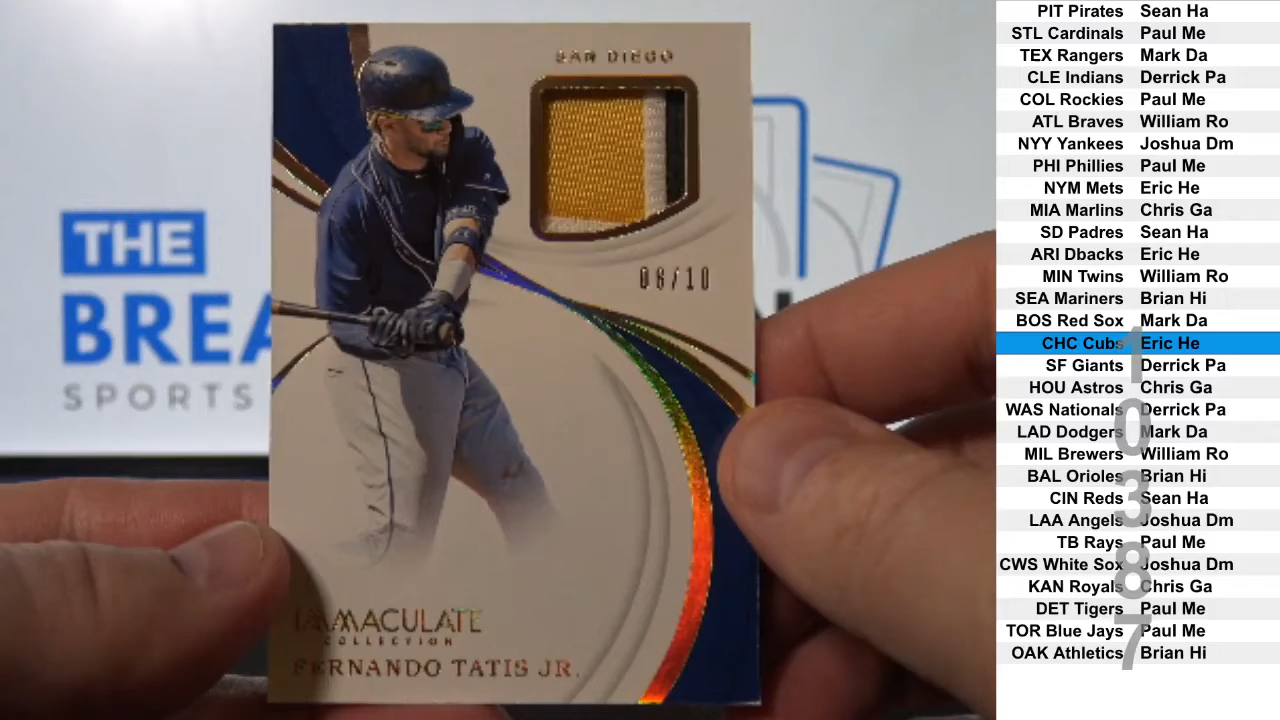 SAN DIEGO
08/10
THE
BREA
SPORTS
IMMACULATE
COLLECTION
FERNANDO TATIS JR.
PIT Pirates Sean Ha
STL Cardinals Paul Me
TEX Rangers Mark Da
CLE Indians Derrick Pa
COL Rockies Paul Me
ATL Braves William Ro
NYY Yankees Joshua Dm
PHI Phillies Paul Me
NYM Mets Eric He
MIA Marlins Chris Ga
SD Padres Sean Ha
ARI Dbacks Eric He
MIN Twins William Ro
SEA Mariners Brian Hi
BOS Red Sox Mark Da
CHC Cubs Eric He
SF Giants Derrick Pa
HOU Astros Chris Ga
WAS Nationals Derrick Pa
LAD Dodgers Mark Da
MIL Brewers William Ro
BAL Orioles Brian Hi
CIN Reds Sean Ha
LAA Angels Joshua Dm
TB Rays Paul Me
CWS White Sox Joshua Dm
KAN Royals Chris Ga
DET Tigers Paul Me
TOR Blue Jays Paul Me
OAK Athletics Brian Hi
1
0
3
8
7